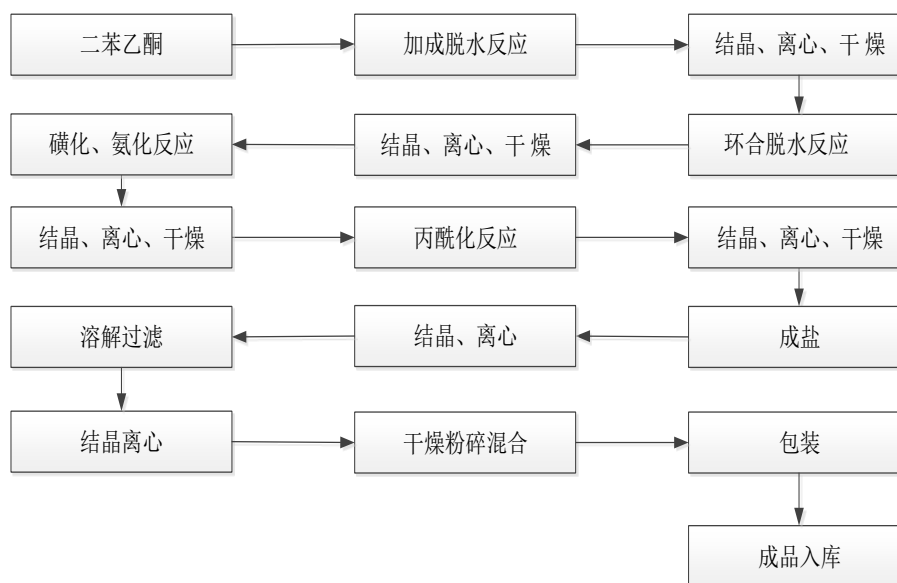 二苯乙酮
加成脱水反应
结晶、离心、干 燥
磺化、氨化反应
结晶、离心、干 燥
环合脱水反应
结晶、离心、干燥
丙酰化反应
结晶、离心、干燥
溶解过滤
结晶、离心
成盐
结晶离心
干燥粉碎混合
包装
成品入库